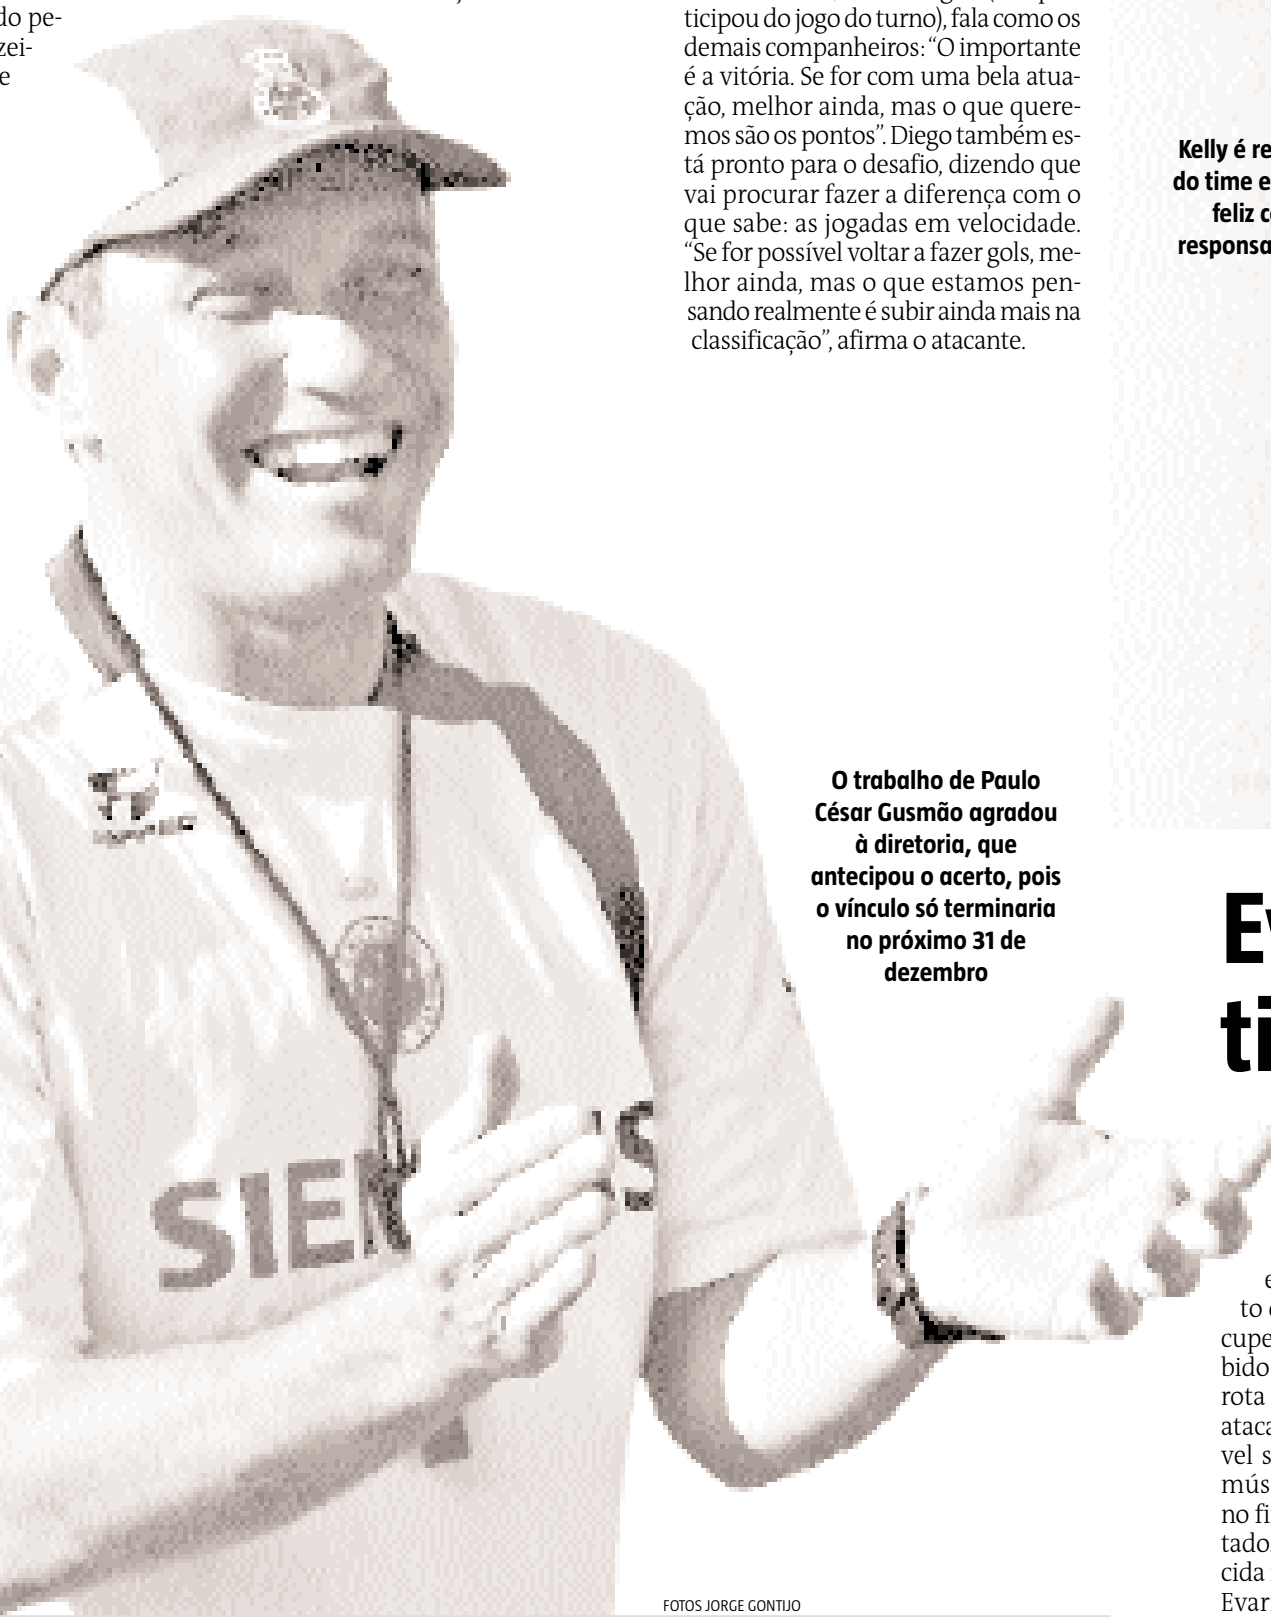 do pe-
zei-
e
ticipou do jogo do turno), fala como os
demais companheiros: “O importante
é a vitória. Se for com uma bela atua-
ção, melhor ainda, mas o que quere-
mos são os pontos”. Diego também es-
tá pronto para o desafio, dizendo que
vai procurar fazer a diferença com o
que sabe: as jogadas em velocidade.
“Se for possível voltar a fazer gols, me-
lhor ainda, mas o que estamos pen-
sando realmente é subir ainda mais na
classificação”, afirma o atacante.
Kelly é re
do time e
feliz c
responsa
O trabalho de Paulo
César Gusmão agradou
à diretoria, que
antecipou o acerto, pois
o vínculo só terminaria
no próximo 31 de
dezembro
SIEM S
FOTOS JORGE GONTIJO
Ev
ti
e
to
cupe
bido
rota
ataca
vel s
mús
no fi
tado
cida
Evar